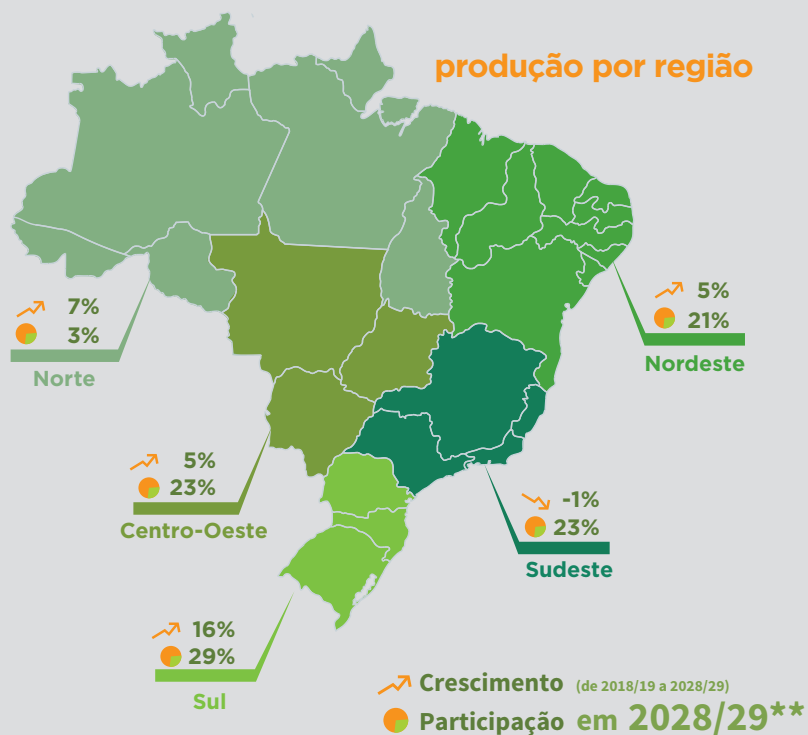 produção por região
7%
3%
Norte
5%
21%
Nordeste
5%
23%
Centro-Oeste
-1%
23%
Sudeste
16%
29%
Sul
Crescimento (de 2018/19 a 2028/29)
Participação em 2028/29**